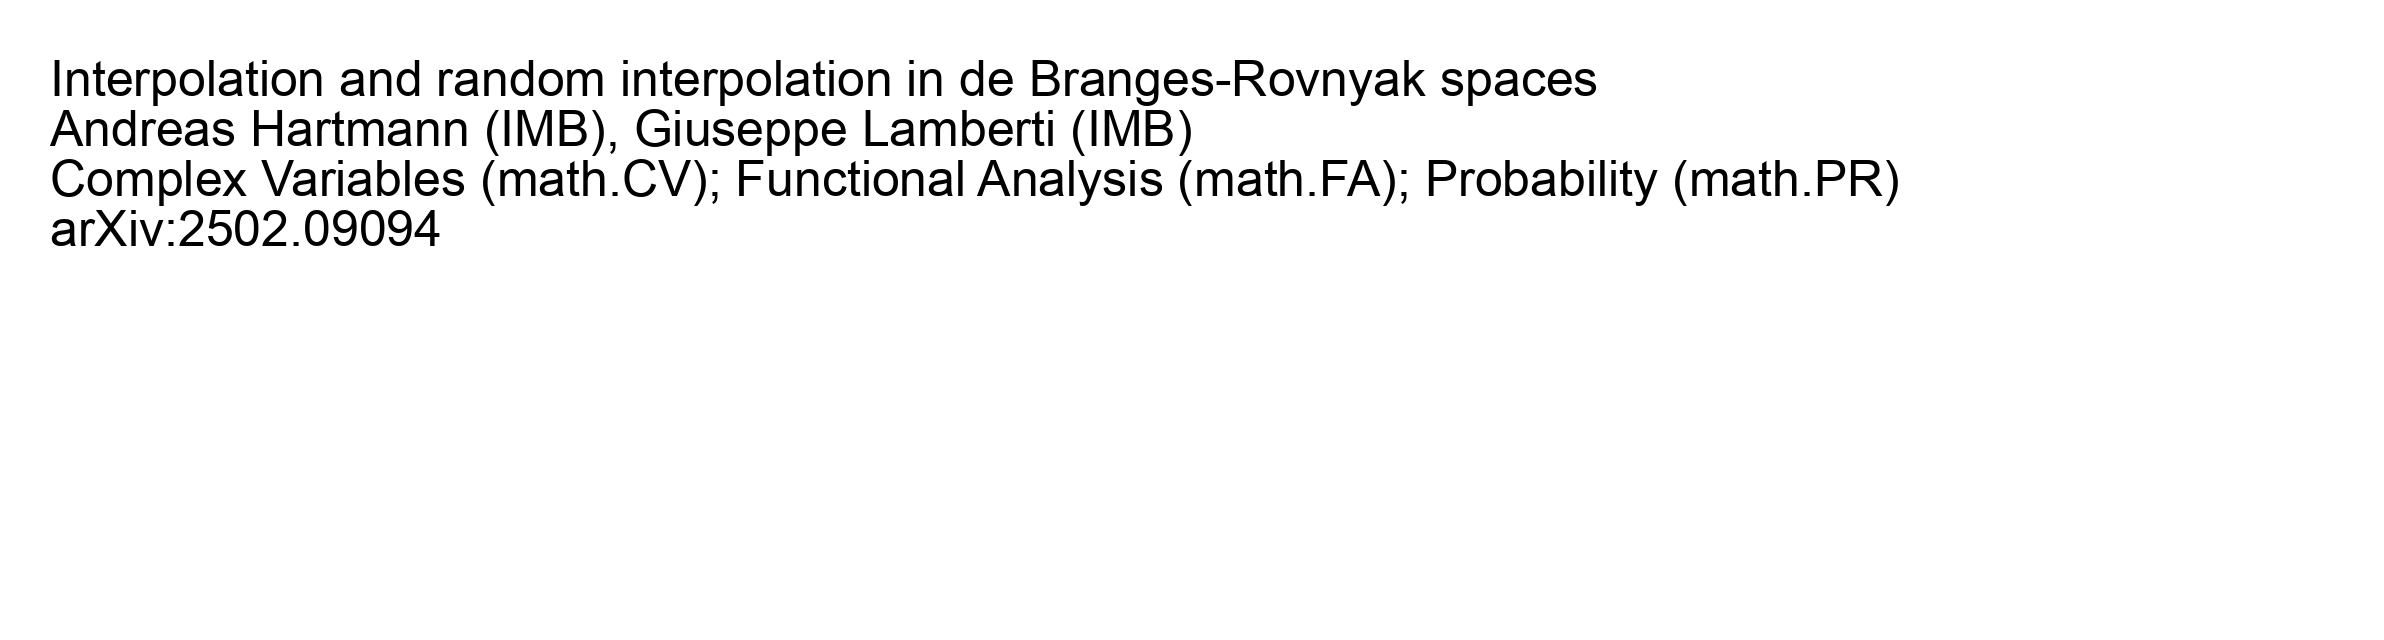 Interpolation and random interpolation in de Branges-Rovnyak spaces
Andreas Hartmann (IMB), Giuseppe Lamberti (IMB)
Complex Variables (math.CV); Functional Analysis (math.FA); Probability (math.PR)
arXiv:2502.09094